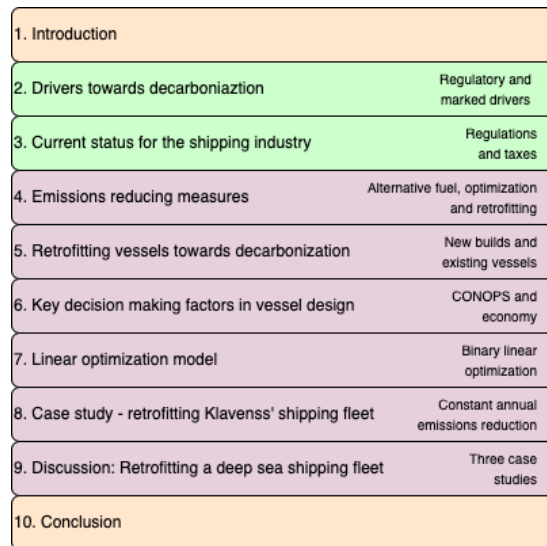 1. Introduction
2. Drivers towards decarboniaztion
Regulatory and
marked drivers
3. Current status for the shipping industry
Regulations
and taxes
4. Emissions reducing measures
Alternative fuel, optimization
and retrofitting
5. Retrofitting vessels towards decarbonization
New builds and
existing vessels
6. Key decision making factors in vessel design
CONOPS and
economy
7. Linear optimization model
Binary linear
optimization
8. Case study - retrofitting Klavenss' shipping fleet
Constant annual
emissions reduction
9. Discussion: Retrofitting a deep sea shipping fleet
Three case
studies
10. Conclusion